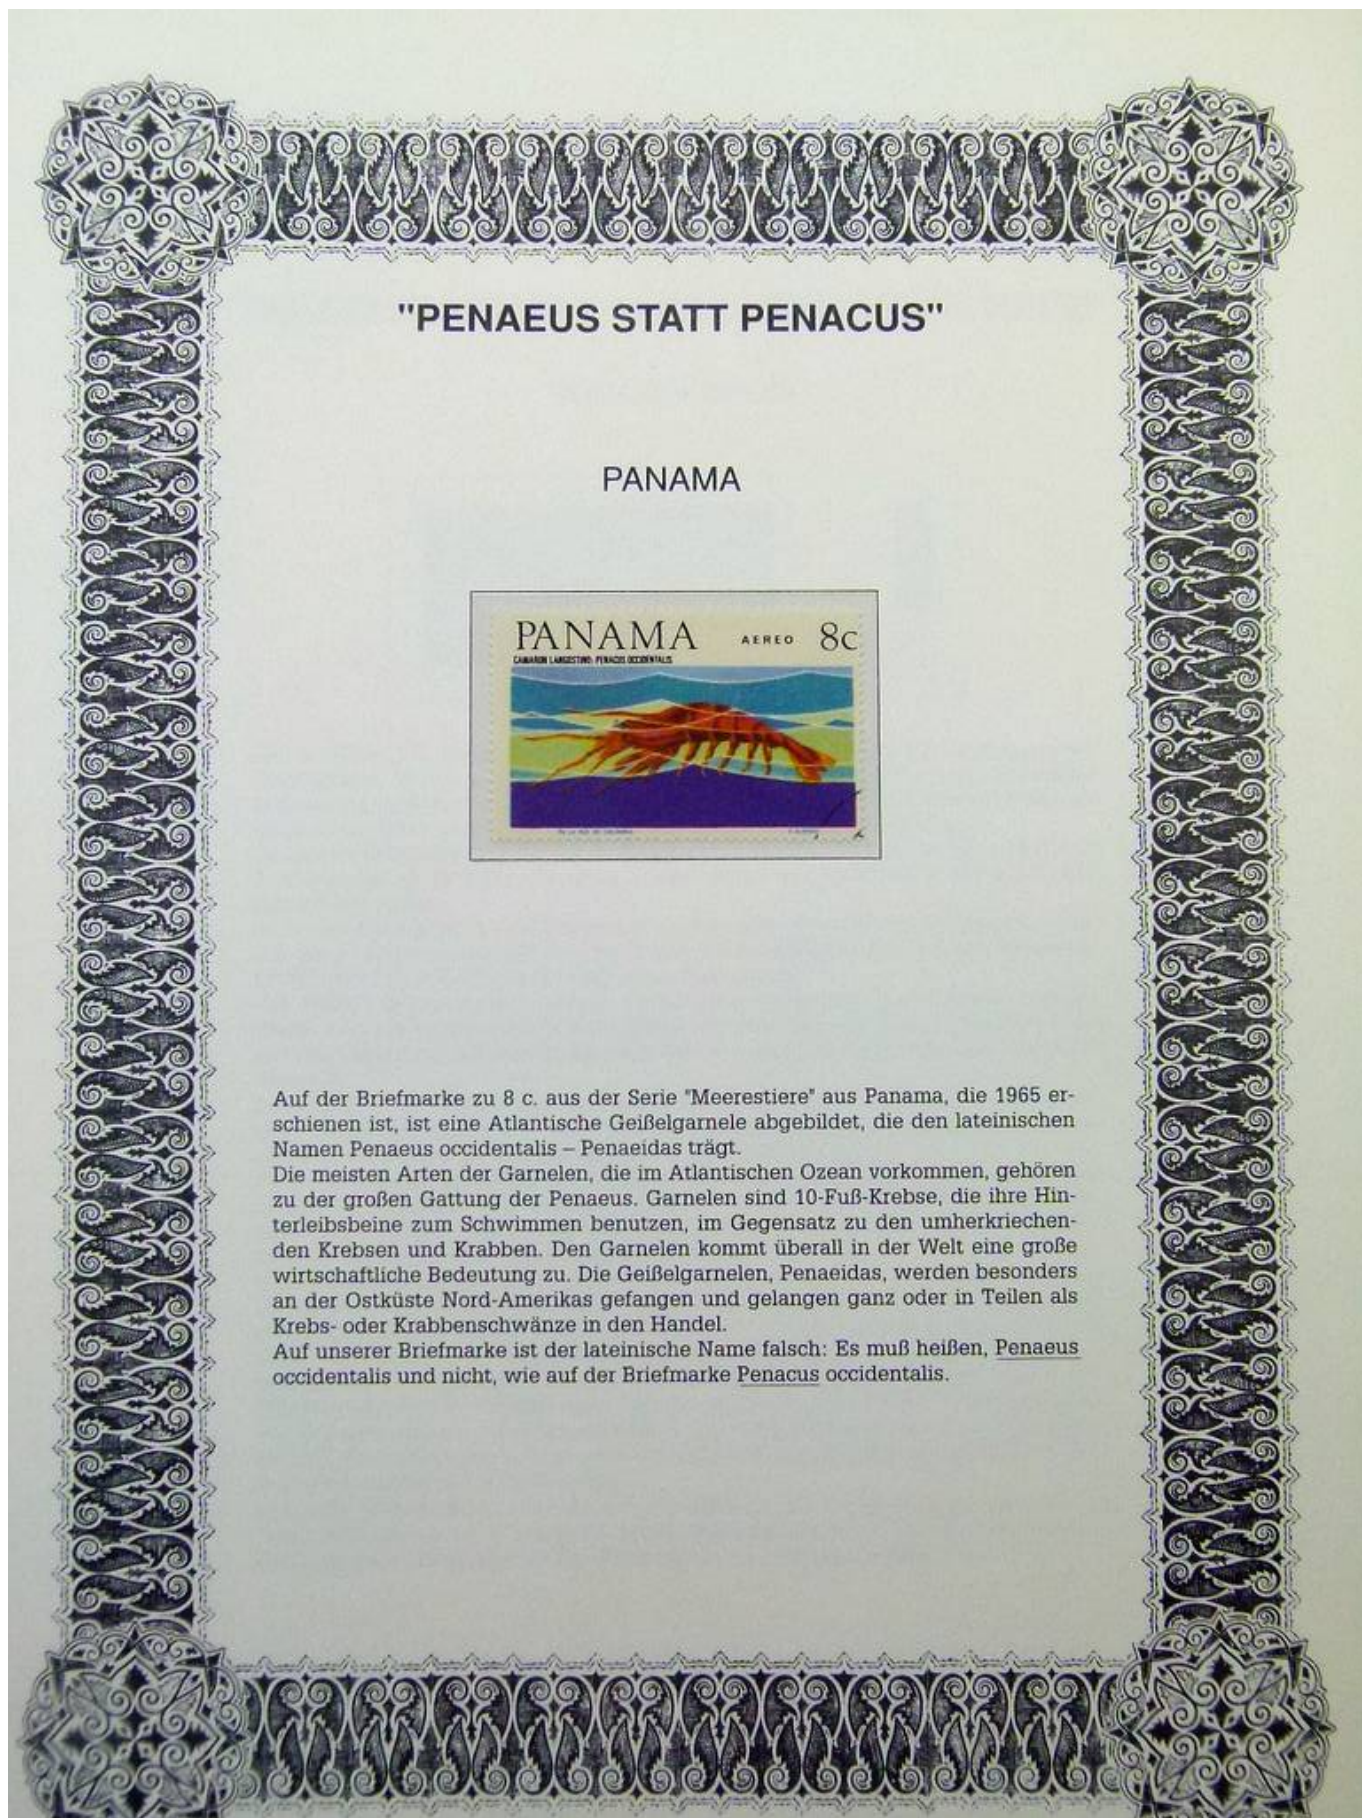 "PENAEUS STATT PENACUS"
PANAMA
PANAMA AEREO 8c
CAMARON LANGOSTINO: PENACUS OCCIDENTALIS
Auf der Briefmarke zu 8 c. aus der Serie "Meerestiere" aus Panama, die 1965 er-
schienen ist, ist eine Atlantische Geißelgarnele abgebildet, die den lateinischen
Namen Penaeus occidentalis – Penaeidas trägt.
Die meisten Arten der Garnelen, die im Atlantischen Ozean vorkommen, gehören
zu der großen Gattung der Penaeus. Garnelen sind 10-Fuß-Krebse, die ihre Hin-
terleibsbeine zum Schwimmen benutzen, im Gegensatz zu den umherkriechen-
den Krebsen und Krabben. Den Garnelen kommt überall in der Welt eine große
wirtschaftliche Bedeutung zu. Die Geißelgarnelen, Penaeidas, werden besonders
an der Ostküste Nord-Amerikas gefangen und gelangen ganz oder in Teilen als
Krebs- oder Krabbenschwänze in den Handel.
Auf unserer Briefmarke ist der lateinische Name falsch: Es muß heißen, Penaeus
occidentalis und nicht, wie auf der Briefmarke Penacus occidentalis.